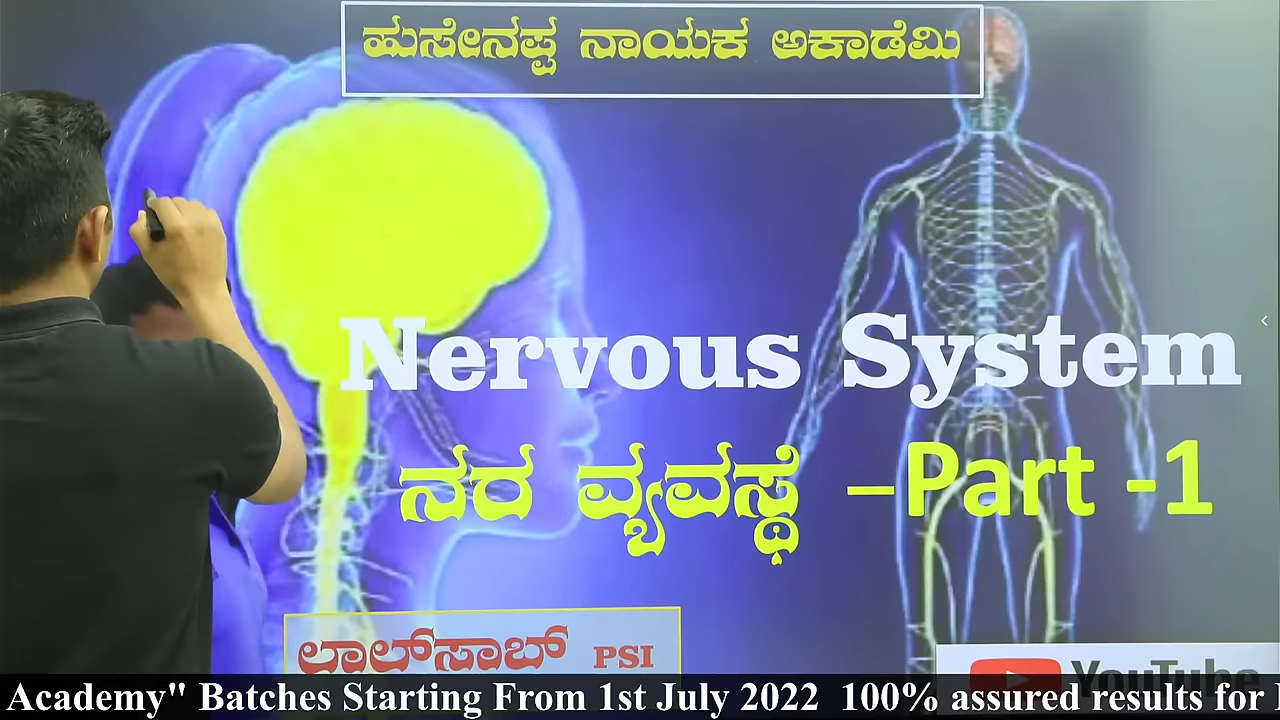 ಹುಸೇನಪ್ಪ ನಾಯಕ ಅಕಾಡೆಮಿ
Nervous System
ನರ ವ್ಯವಸ್ಥೆ –Part -1
ಲಾಲ್‌ಸಾಬ್ PSI
YouTube
Academy" Batches Starting From 1st July 2022 100% assured results for